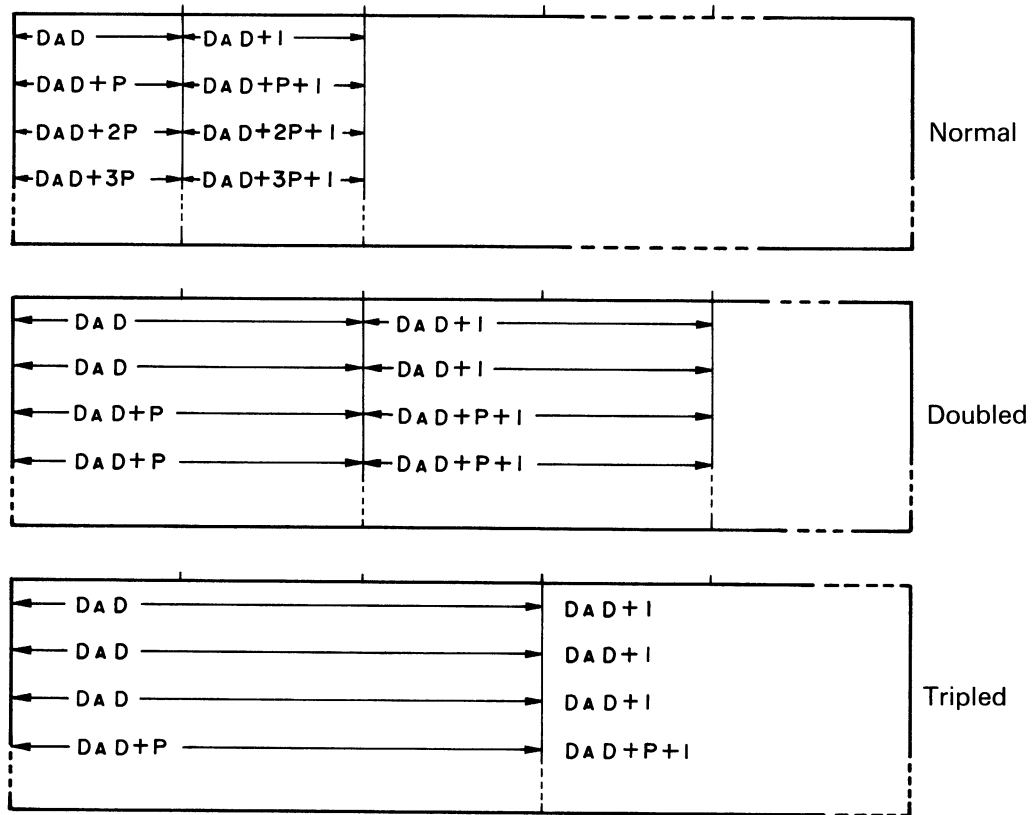 DAD DAD+1
DAD+P DAD+P+1
DAD+2P DAD+2P+1
DAD+3P DAD+3P+1
Normal
DAD DAD+1
DAD DAD+1
DAD+P DAD+P+1
DAD+P DAD+P+1
Doubled
DAD DAD+1
DAD DAD+1
DAD DAD+1
DAD+P DAD+P+1
Tripled